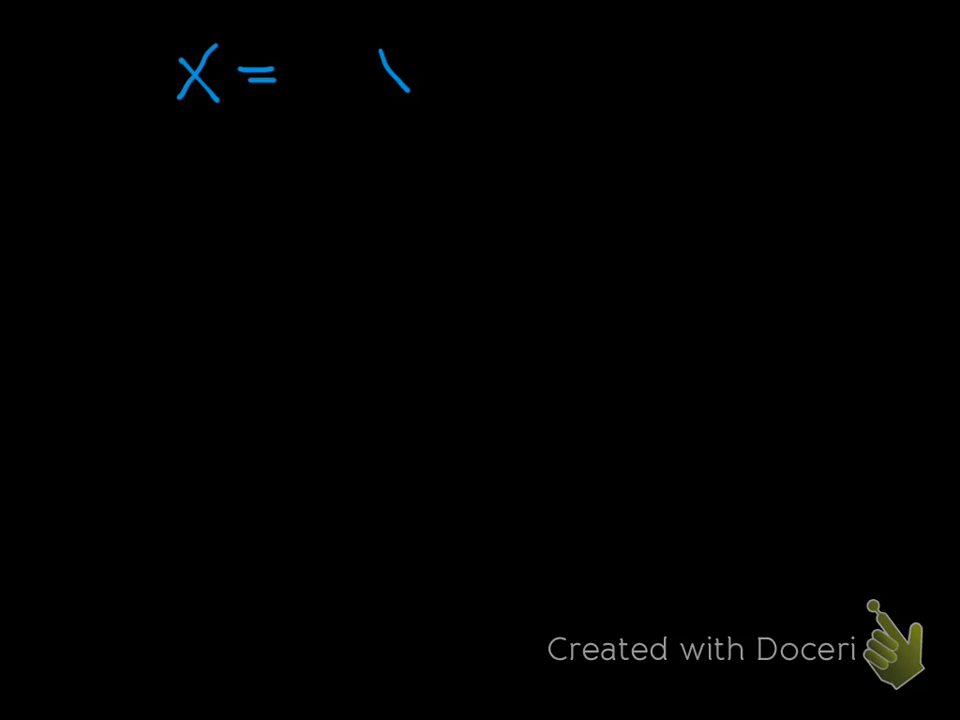 X =
Created with Doceri